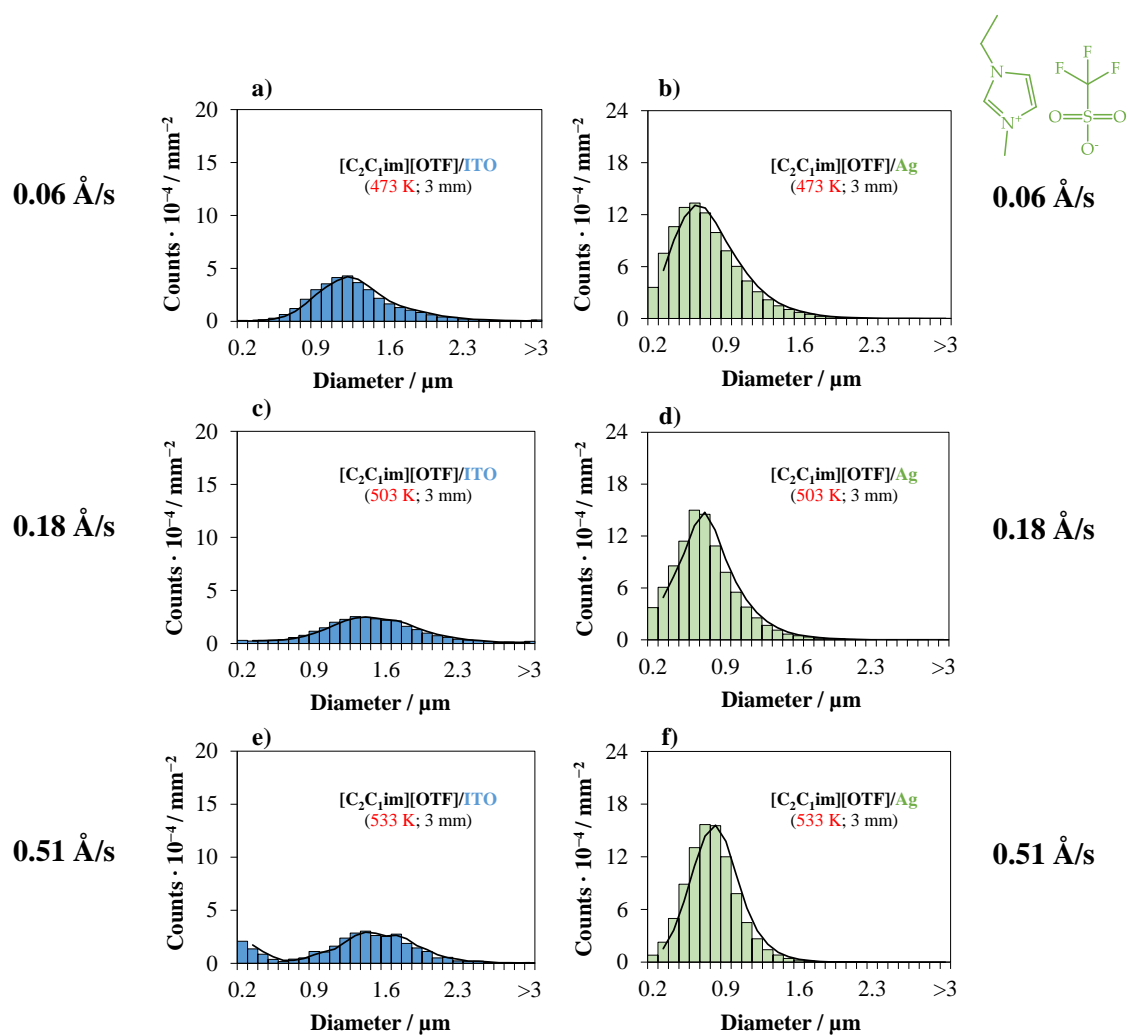 a)
20
15
10
5
0
Counts · 10⁻⁴ / mm⁻²
[C₂C₁im][OTF]/ITO
(473 K; 3 mm)
0.2 0.9 1.6 2.3 >3
Diameter / µm
0.06 Å/s
b)
24
18
12
6
0
Counts · 10⁻⁴ / mm⁻²
[C₂C₁im][OTF]/Ag
(473 K; 3 mm)
0.2 0.9 1.6 2.3 >3
Diameter / µm
N
N⁺
F
F
F
O S O
O⁻
0.06 Å/s
c)
20
15
10
5
0
Counts · 10⁻⁴ / mm⁻²
[C₂C₁im][OTF]/ITO
(503 K; 3 mm)
0.2 0.9 1.6 2.3 >3
Diameter / µm
0.18 Å/s
d)
24
18
12
6
0
Counts · 10⁻⁴ / mm⁻²
[C₂C₁im][OTF]/Ag
(503 K; 3 mm)
0.2 0.9 1.6 2.3 >3
Diameter / µm
0.18 Å/s
e)
20
15
10
5
0
Counts · 10⁻⁴ / mm⁻²
[C₂C₁im][OTF]/ITO
(533 K; 3 mm)
0.2 0.9 1.6 2.3 >3
Diameter / µm
0.51 Å/s
f)
24
18
12
6
0
Counts · 10⁻⁴ / mm⁻²
[C₂C₁im][OTF]/Ag
(533 K; 3 mm)
0.2 0.9 1.6 2.3 >3
Diameter / µm
0.51 Å/s